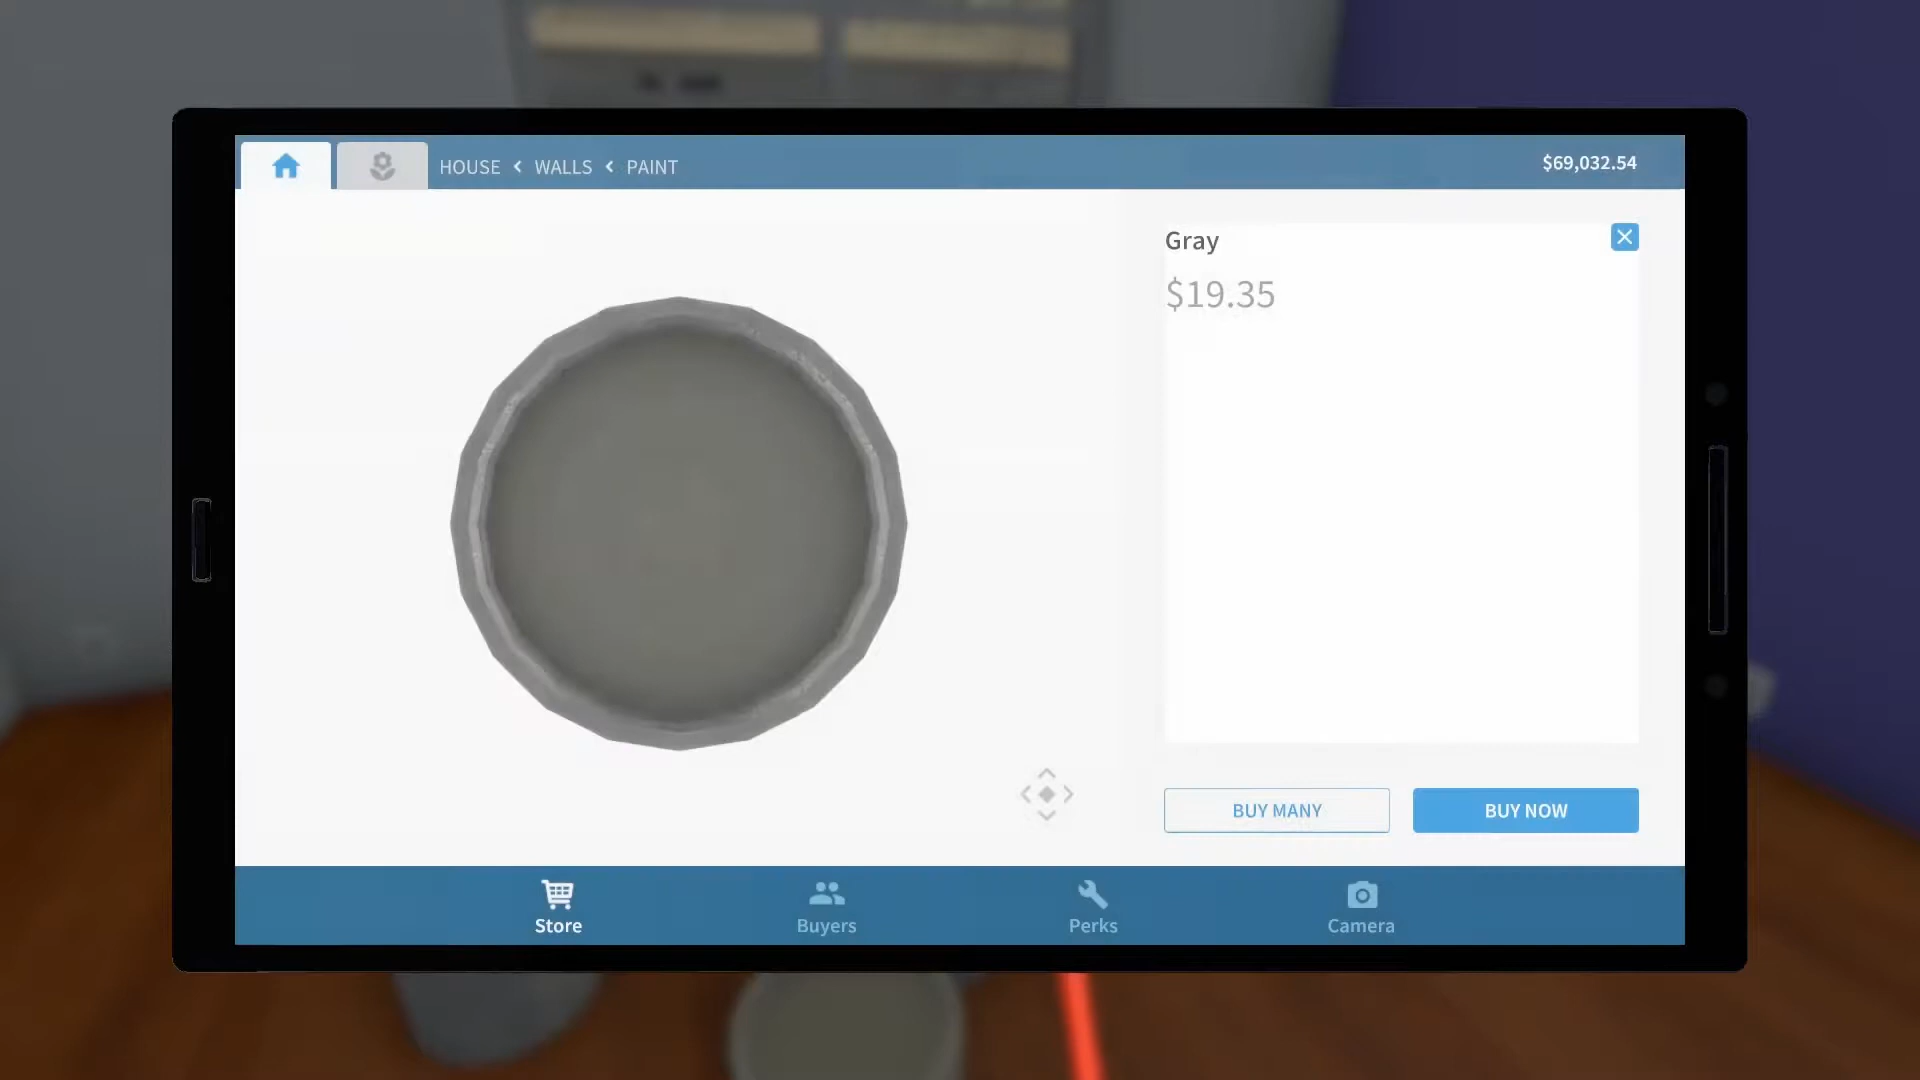 HOUSE < WALLS < PAINT
$69,032.54
Gray
$19.35
BUY MANY
BUY NOW
Store
Buyers
Perks
Camera